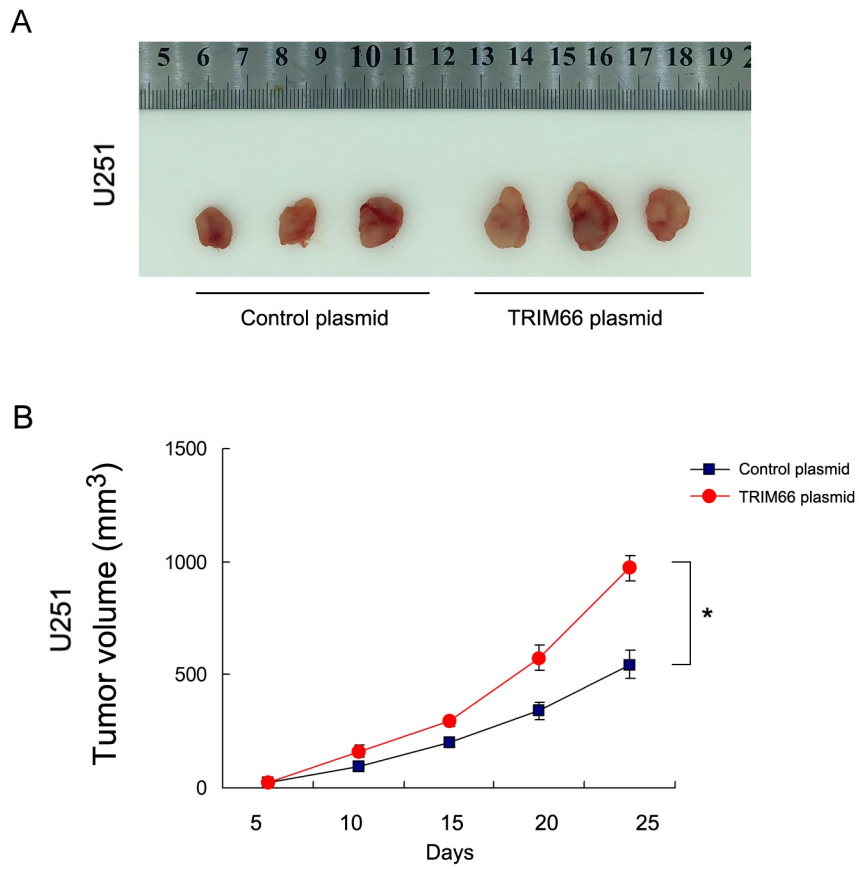 A
5 6 7 8 9 10 11 12 13 14 15 16 17 18 19 2
U251
Control plasmid TRIM66 plasmid
B
U251
Tumor volume (mm³)
1500
1000
500
0
Control plasmid
TRIM66 plasmid
*
5 10 15 20 25
Days